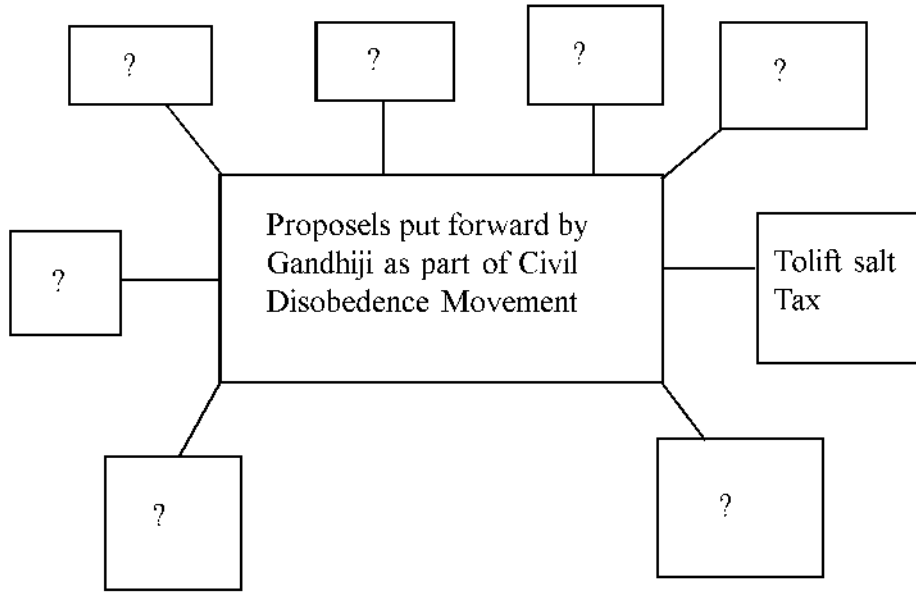 ?
?
?
?
Proposels put forward by
Gandhiji as part of Civil
Disobedence Movement
?
Tolift salt
Tax
?
?